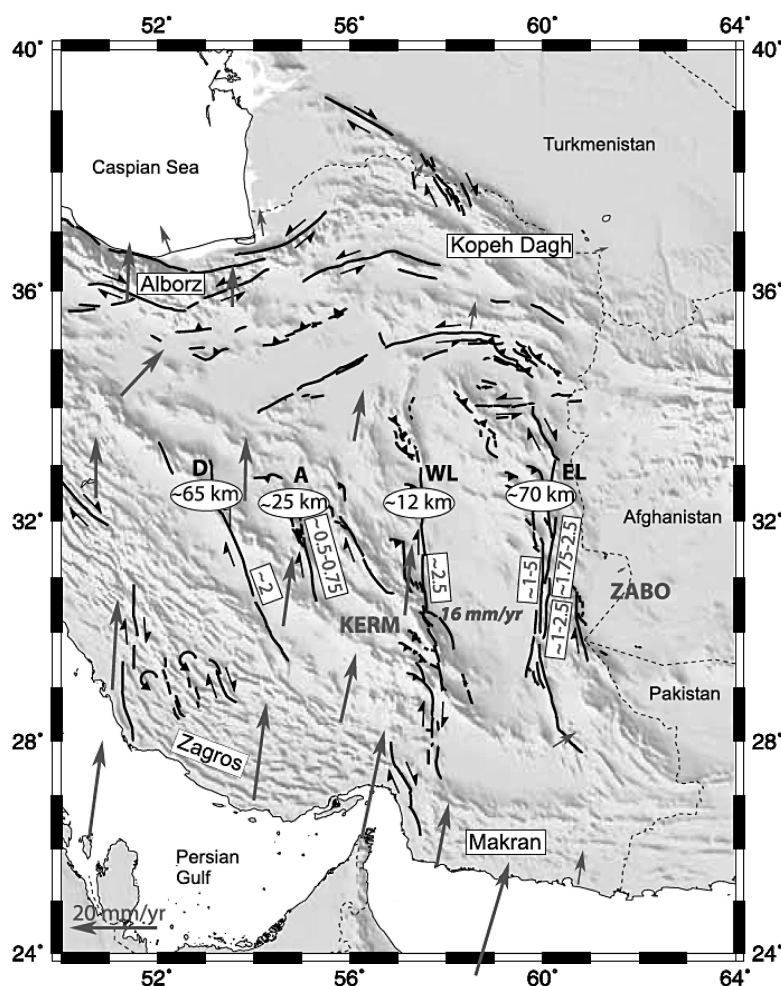 52° 56° 60° 64°
40° 40°
Turkmenistan
Caspian Sea
Kopeh Dagh
Alborz
36° 36°
D A WL EL
~65 km ~25 km ~12 km ~70 km
32° 32°
Afghanistan
~0.5-0.75
~1.75-2.5
~2 ~2.5 ~1-5
ZABO
KERM 16 mm/yr
~1-2.5
Pakistan
Zagros
28° 28°
Makran
Persian
Gulf
20 mm/yr
24° 24°
52° 56° 60° 64°